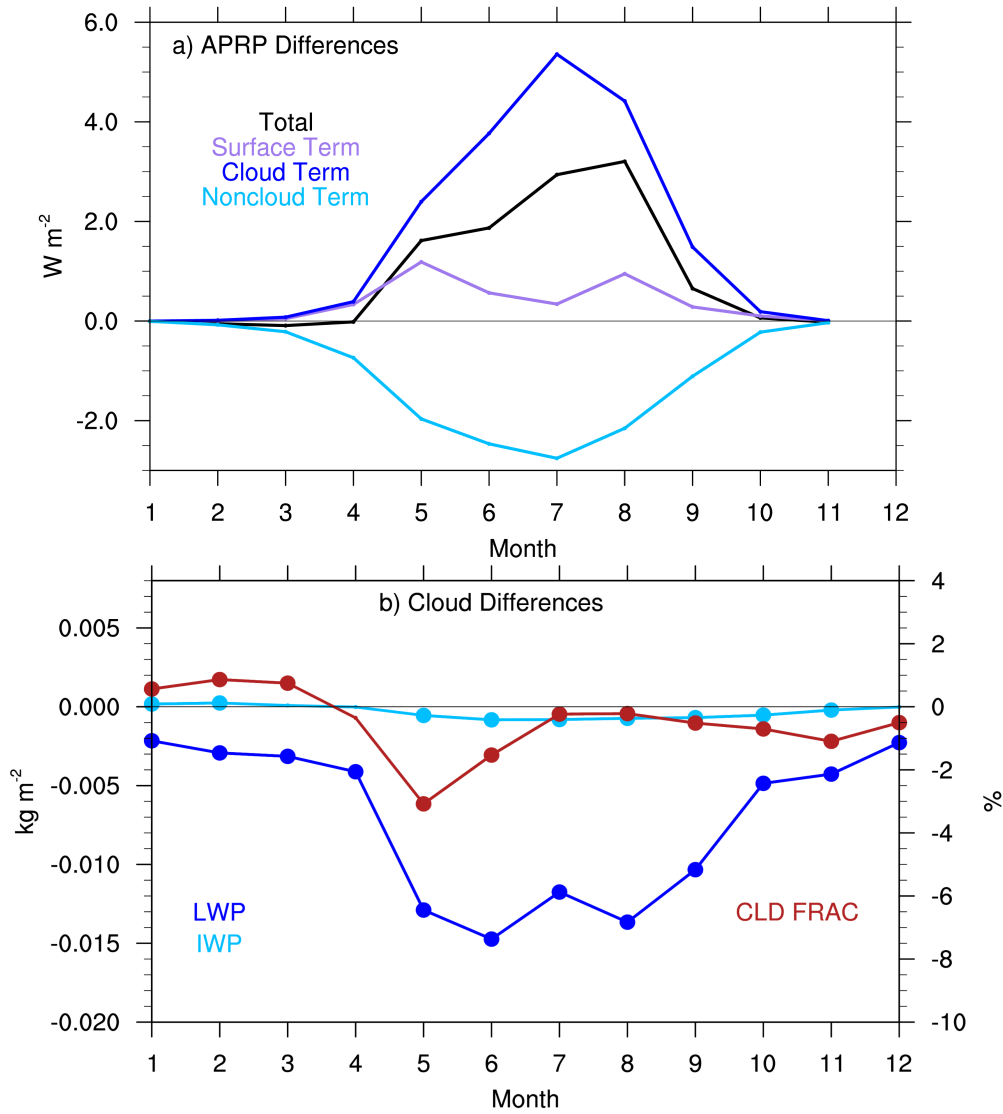 6.0
a) APRP Differences
Total
Surface Term
Cloud Term
Noncloud Term
4.0
2.0
0.0
-2.0
W m-2
1 2 3 4 5 6 7 8 9 10 11 12
Month
b) Cloud Differences
0.005
0.000
-0.005
-0.010
-0.015
-0.020
kg m-2
LWP
IWP
CLD FRAC
4
2
0
-2
-4
-6
-8
-10
%
1 2 3 4 5 6 7 8 9 10 11 12
Month